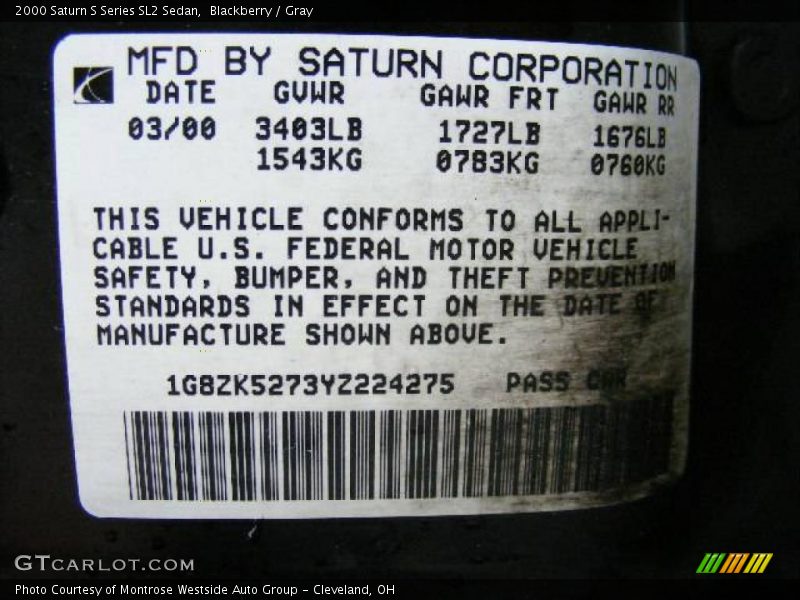 2000 Saturn S Series SL2 Sedan, Blackberry / Gray
MFD BY SATURN CORPORATION
DATE GVWR GAWR FRT GAWR RR
03/00 3403LB 1727LB 1676LB
1543KG 0783KG 0760KG
THIS VEHICLE CONFORMS TO ALL APPLI-
CABLE U.S. FEDERAL MOTOR VEHICLE
SAFETY, BUMPER, AND THEFT PREVENTION
STANDARDS IN EFFECT ON THE DATE OF
MANUFACTURE SHOWN ABOVE.
1G8ZK5273YZ224275 PASS CAR
GTCARLOT.COM
Photo Courtesy of Montrose Westside Auto Group - Cleveland, OH